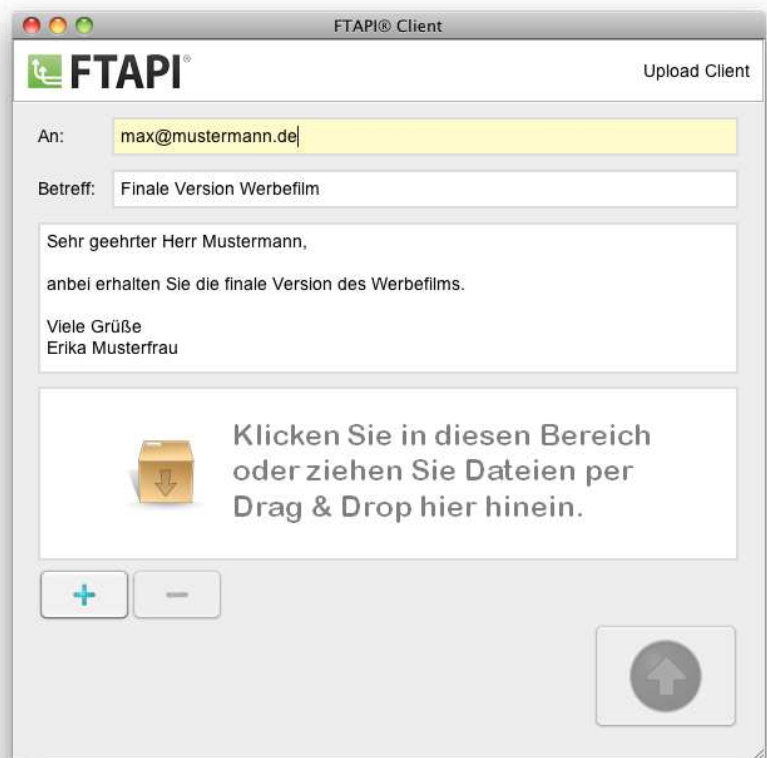 FTAPI® Client
FTAPI®
Upload Client
An: max@mustermann.de
Betreff: Finale Version Werbefilm
Sehr geehrter Herr Mustermann,
anbei erhalten Sie die finale Version des Werbefilms.
Viele Grüße
Erika Musterfrau
Klicken Sie in diesen Bereich
oder ziehen Sie Dateien per
Drag & Drop hier hinein.